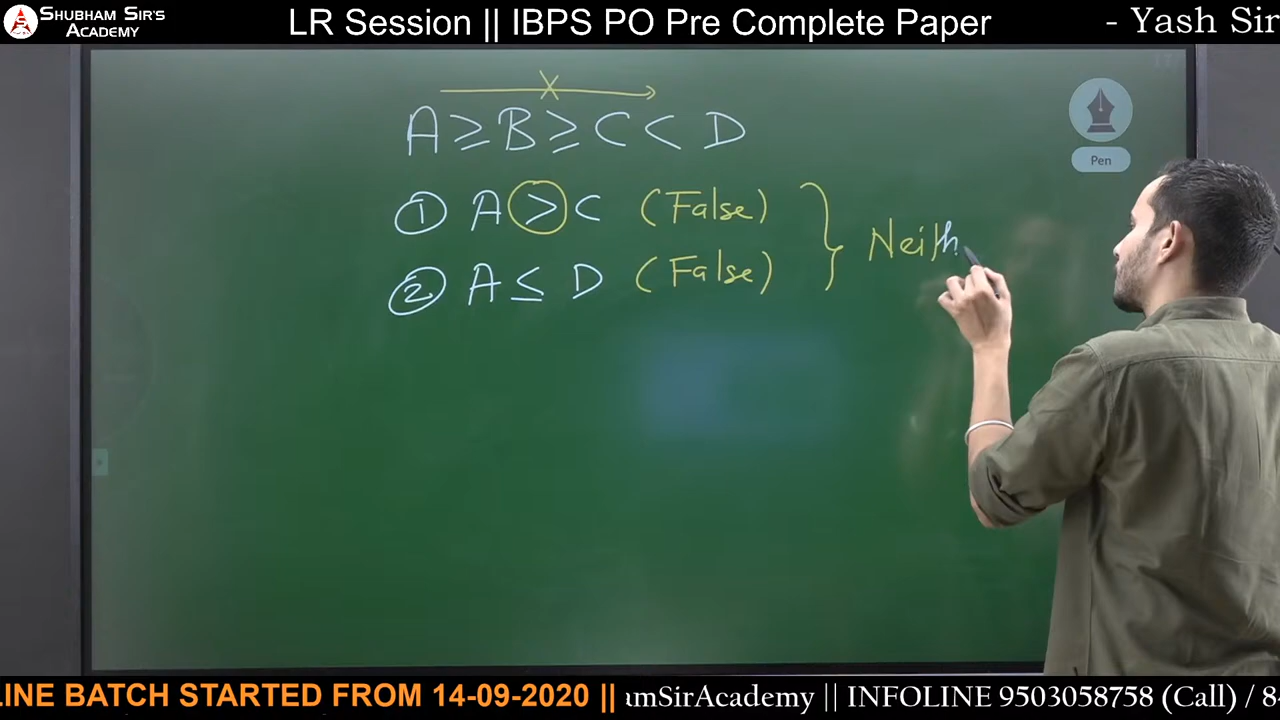 SHUBHAM SIR'S
ACADEMY
LR Session || IBPS PO Pre Complete Paper
- Yash Sir
A ≥ B ≥ C < D
Pen
① A > C (False)
② A ≤ D (False)
Neith
LINE BATCH STARTED FROM 14-09-2020 || amSirAcademy || INFOLINE 9503058758 (Call) / 8